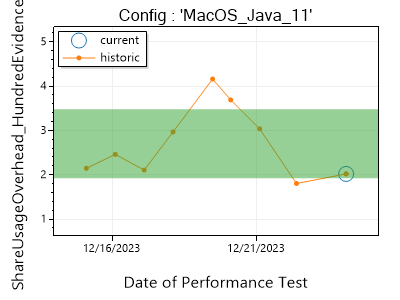 Config : 'MacOS_Java_11'
current
historic
ShareUsageOverhead_HundredEvidence
5
4
3
2
1
12/16/2023
12/21/2023
Date of Performance Test